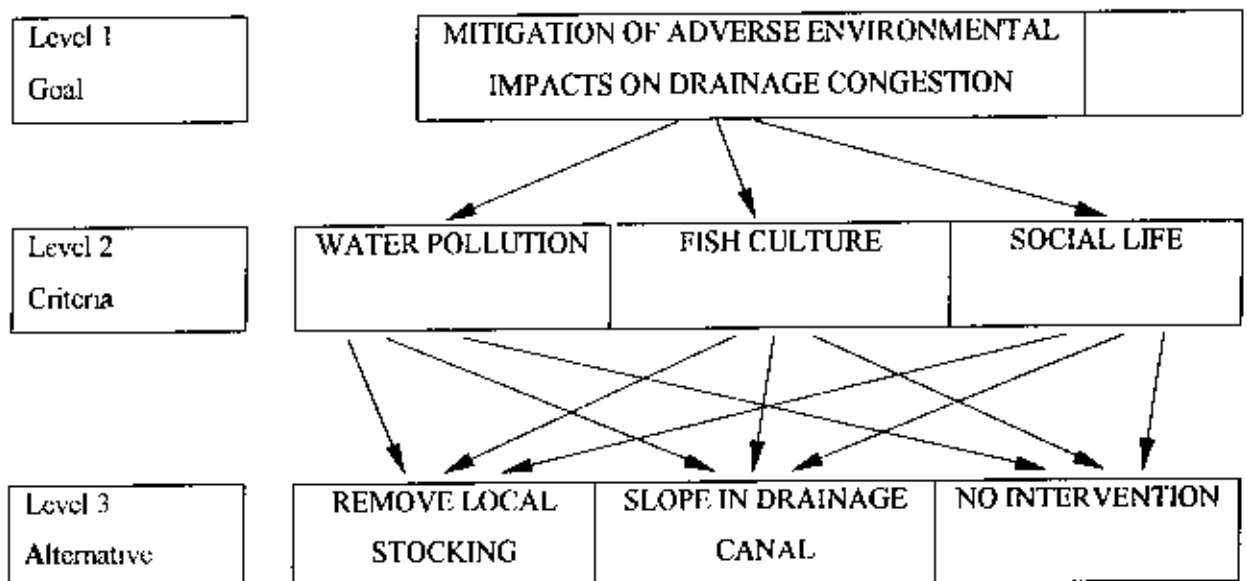 Level 1
Goal
MITIGATION OF ADVERSE ENVIRONMENTAL
IMPACTS ON DRAINAGE CONGESTION
Level 2
Criteria
WATER POLLUTION
FISH CULTURE
SOCIAL LIFE
Level 3
Alternative
REMOVE LOCAL
STOCKING
SLOPE IN DRAINAGE
CANAL
NO INTERVENTION